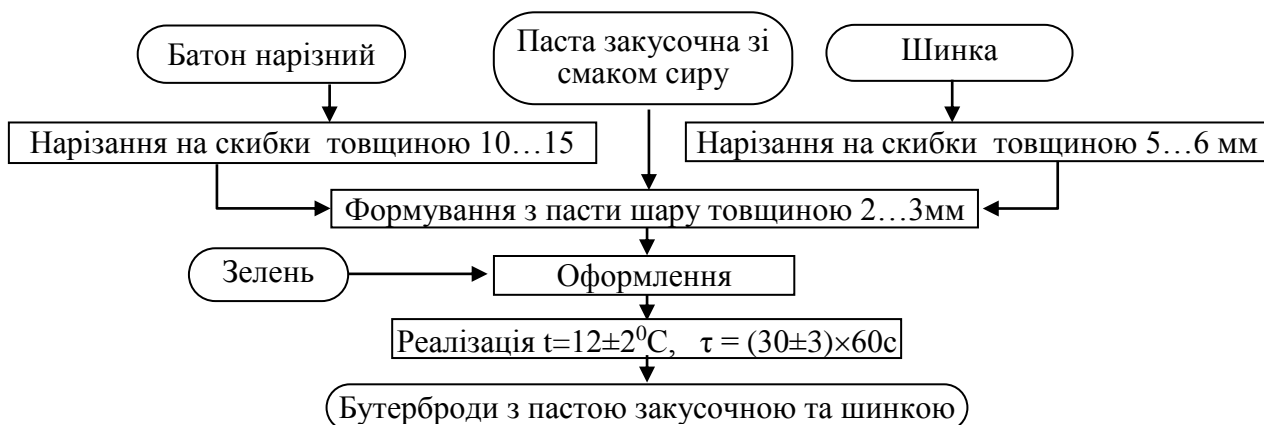 Батон нарізний
Паста закусочна зі
смаком сиру
Шинка
Нарізання на скибки товщиною 10…15
Нарізання на скибки товщиною 5…6 мм
Формування з пасти шару товщиною 2…3мм
Зелень
Оформлення
Реалізація t=12±2⁰С, τ = (30±3)×60с
Бутерброди з пастою закусочною та шинкою